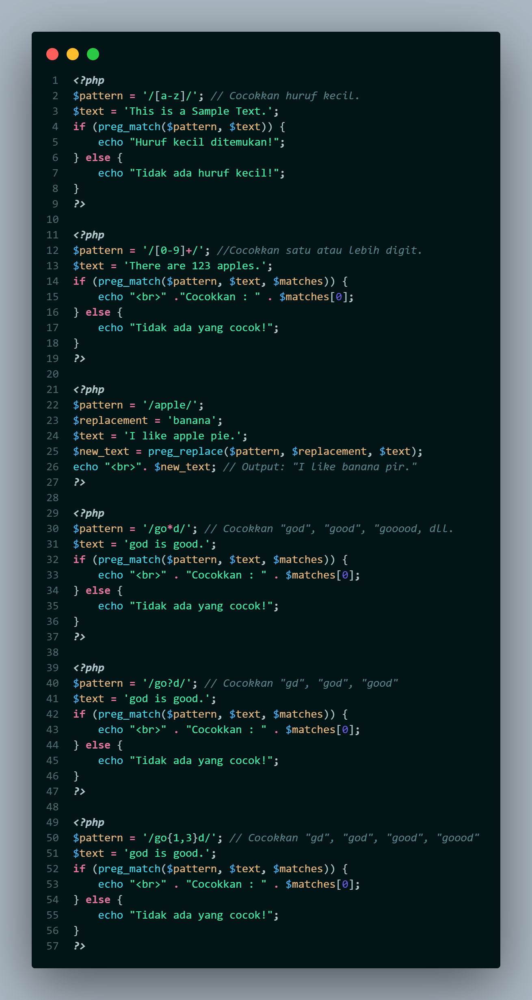 1 <?php
2 $pattern = '/[a-z]/'; // Cocokkan huruf kecil.
3 $text = 'This is a Sample Text.';
4 if (preg_match($pattern, $text)) {
5     echo "Huruf kecil ditemukan!";
6 } else {
7     echo "Tidak ada huruf kecil!";
8 }
9 ?>
10
11 <?php
12 $pattern = '/[0-9]+/'; //Cocokkan satu atau lebih digit.
13 $text = 'There are 123 apples.';
14 if (preg_match($pattern, $text, $matches)) {
15     echo "<br>" ."Cocokkan : " . $matches[0];
16 } else {
17     echo "Tidak ada yang cocok!";
18 }
19 ?>
20
21 <?php
22 $pattern = '/apple/';
23 $replacement = 'banana';
24 $text = 'I like apple pie.';
25 $new_text = preg_replace($pattern, $replacement, $text);
26 echo "<br>". $new_text; // Output: "I like banana pir."
27 ?>
28
29 <?php
30 $pattern = '/go*d/'; // Cocokkan "god", "good", "gooood, dll.
31 $text = 'god is good.';
32 if (preg_match($pattern, $text, $matches)) {
33     echo "<br>" . "Cocokkan : " . $matches[0];
34 } else {
35     echo "Tidak ada yang cocok!";
36 }
37 ?>
38
39 <?php
40 $pattern = '/go?d/'; // Cocokkan "gd", "god", "good"
41 $text = 'god is good.';
42 if (preg_match($pattern, $text, $matches)) {
43     echo "<br>" . "Cocokkan : " . $matches[0];
44 } else {
45     echo "Tidak ada yang cocok!";
46 }
47 ?>
48
49 <?php
50 $pattern = '/go{1,3}d/'; // Cocokkan "gd", "god", "good", "goood"
51 $text = 'god is good.';
52 if (preg_match($pattern, $text, $matches)) {
53     echo "<br>" . "Cocokkan : " . $matches[0];
54 } else {
55     echo "Tidak ada yang cocok!";
56 }
57 ?>